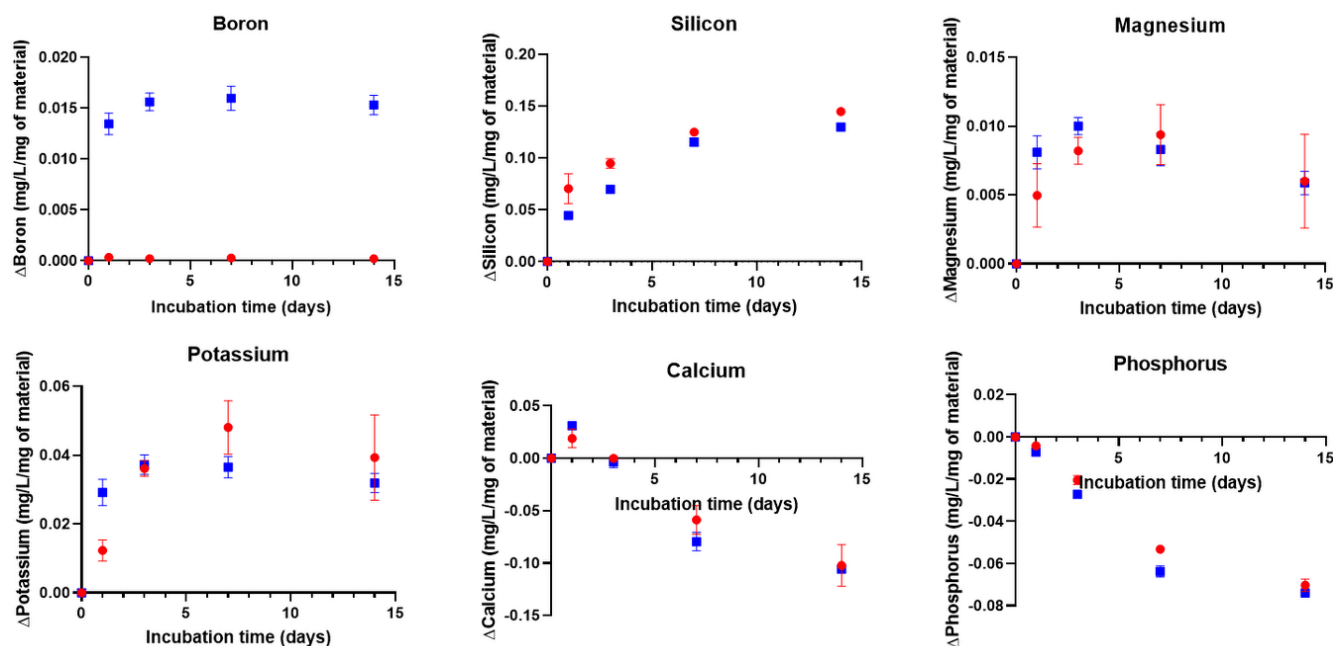 Boron
ΔBoron (mg/L/mg of material)
0.020
0.015
0.010
0.005
0.000
0 5 10 15
Incubation time (days)
Silicon
ΔSilicon (mg/L/mg of material)
0.20
0.15
0.10
0.05
0.00
0 5 10 15
Incubation time (days)
Magnesium
ΔMagnesium (mg/L/mg of material)
0.015
0.010
0.005
0.000
0 5 10 15
Incubation time (days)
Potassium
ΔPotassium (mg/L/mg of material)
0.06
0.04
0.02
0.00
0 5 10 15
Incubation time (days)
Calcium
ΔCalcium (mg/L/mg of material)
0.05
0.00
-0.05
-0.10
-0.15
5 10 15
Incubation time (days)
Phosphorus
ΔPhosphorus (mg/L/mg of material)
0.02
0.00
-0.02
-0.04
-0.06
-0.08
5 10 15
Incubation time (days)